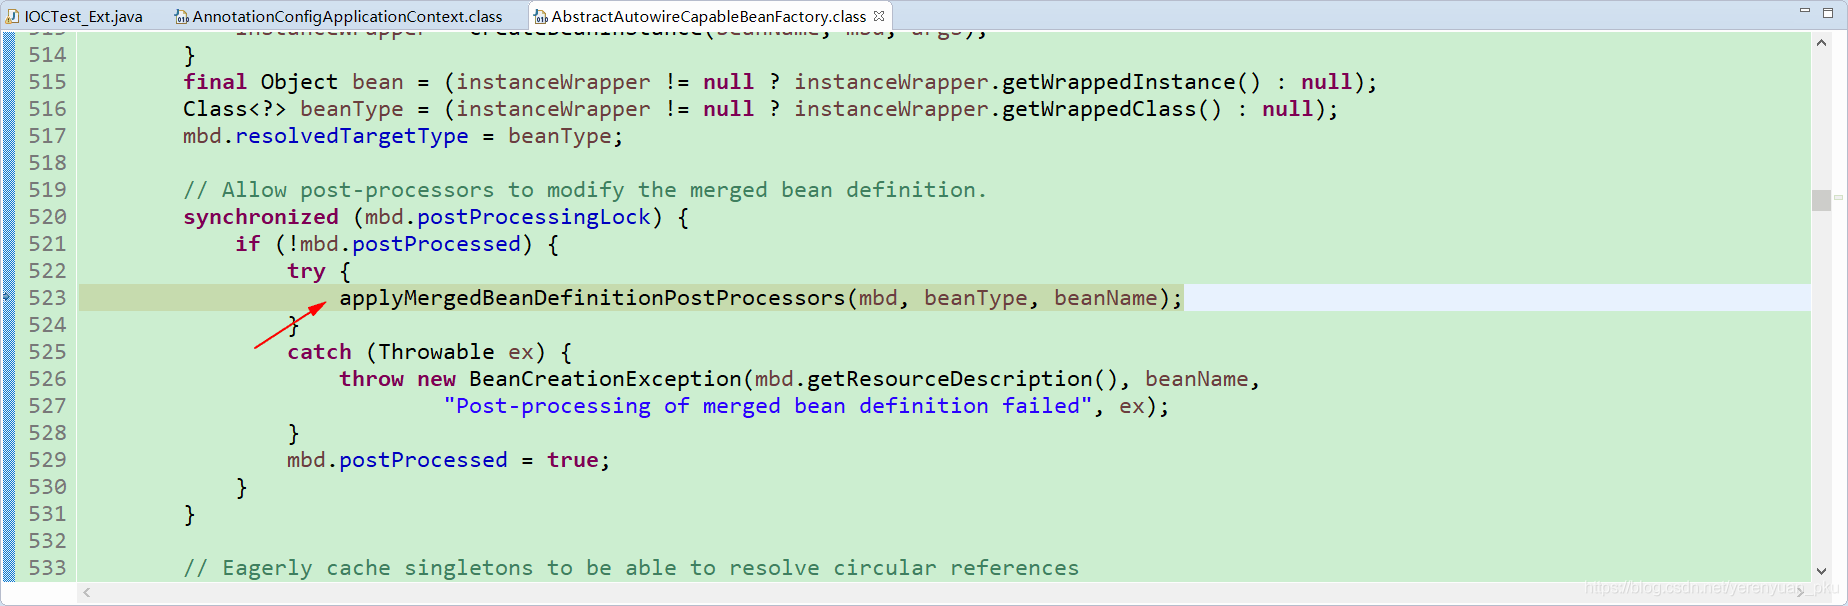 IOCTest_Ext.java AnnotationConfigApplicationContext.class AbstractAutowireCapableBeanFactory.class
513 instanceWrapper = createBeanInstance(beanName, mbd, args);
514 }
515 final Object bean = (instanceWrapper != null ? instanceWrapper.getWrappedInstance() : null);
516 Class<?> beanType = (instanceWrapper != null ? instanceWrapper.getWrappedClass() : null);
517 mbd.resolvedTargetType = beanType;
518
519 // Allow post-processors to modify the merged bean definition.
520 synchronized (mbd.postProcessingLock) {
521 if (!mbd.postProcessed) {
522 try {
523 applyMergedBeanDefinitionPostProcessors(mbd, beanType, beanName);
524 }
525 catch (Throwable ex) {
526 throw new BeanCreationException(mbd.getResourceDescription(), beanName,
527 "Post-processing of merged bean definition failed", ex);
528 }
529 mbd.postProcessed = true;
530 }
531 }
532
533 // Eagerly cache singletons to be able to resolve circular references
https://blog.csdn.net/yerenyuan_pku